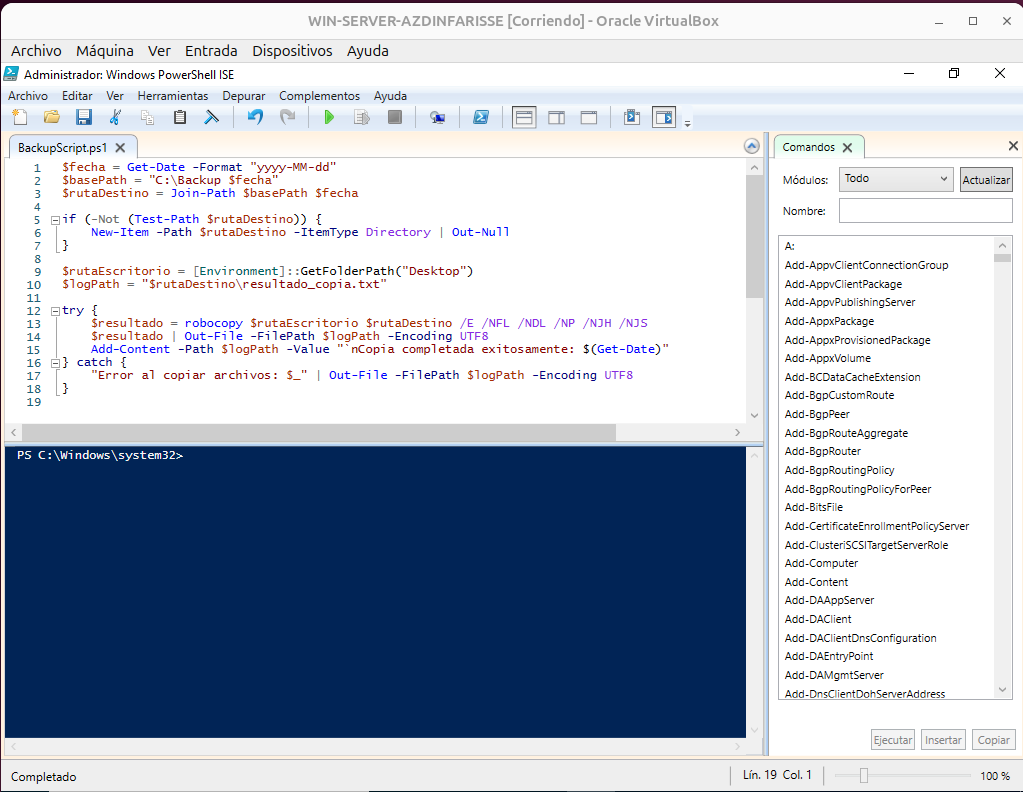 WIN-SERVER-AZDINFARISSE [Corriendo] - Oracle VirtualBox
Archivo Máquina Ver Entrada Dispositivos Ayuda
Administrador: Windows PowerShell ISE
Archivo Editar Ver Herramientas Depurar Complementos Ayuda
BackupScript.ps1
1 $fecha = Get-Date -Format "yyyy-MM-dd"
2 $basePath = "C:\Backup $fecha"
3 $rutaDestino = Join-Path $basePath $fecha
4
5 if (-Not (Test-Path $rutaDestino)) {
6 New-Item -Path $rutaDestino -ItemType Directory | Out-Null
7 }
8
9 $rutaEscritorio = [Environment]::GetFolderPath("Desktop")
10 $logPath = "$rutaDestino\resultado_copia.txt"
11
12 try {
13 $resultado = robocopy $rutaEscritorio $rutaDestino /E /NFL /NDL /NP /NJH /NJS
14 $resultado | Out-File -FilePath $logPath -Encoding UTF8
15 Add-Content -Path $logPath -Value "`nCopia completada exitosamente: $(Get-Date)"
16 } catch {
17 "Error al copiar archivos: $_" | Out-File -FilePath $logPath -Encoding UTF8
18 }
19
PS C:\Windows\system32>
Comandos
Módulos: Todo Actualizar
Nombre:
A:
Add-AppvClientConnectionGroup
Add-AppvClientPackage
Add-AppvPublishingServer
Add-AppxPackage
Add-AppxProvisionedPackage
Add-AppxVolume
Add-BCDataCacheExtension
Add-BgpCustomRoute
Add-BgpPeer
Add-BgpRouteAggregate
Add-BgpRouter
Add-BgpRoutingPolicy
Add-BgpRoutingPolicyForPeer
Add-BitsFile
Add-CertificateEnrollmentPolicyServer
Add-ClusteriSCSITargetServerRole
Add-Computer
Add-Content
Add-DAAppServer
Add-DAClient
Add-DAClientDnsConfiguration
Add-DAEntryPoint
Add-DAMgmtServer
Add-DnsClientDohServerAddress
Ejecutar Insertar Copiar
Completado
Lín. 19 Col. 1
100 %